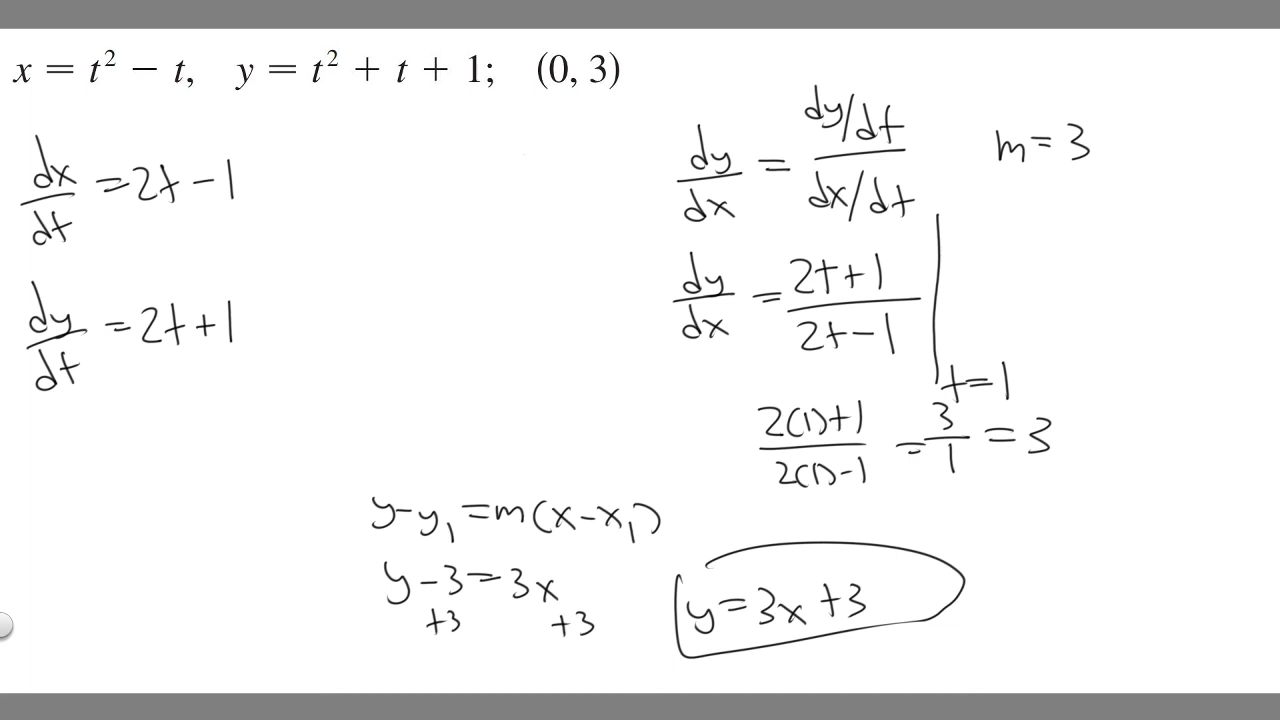 x = t² − t, y = t² + t + 1; (0, 3)
dx/dt = 2t − 1
dy/dt = 2t + 1
dy/dx = (dy/dt)/(dx/dt)
m = 3
dy/dx = (2t + 1)/(2t − 1) | t = 1
(2(1) + 1)/(2(1) − 1) = 3/1 = 3
y − y₁ = m(x − x₁)
y − 3 = 3x
+3 +3
y = 3x + 3